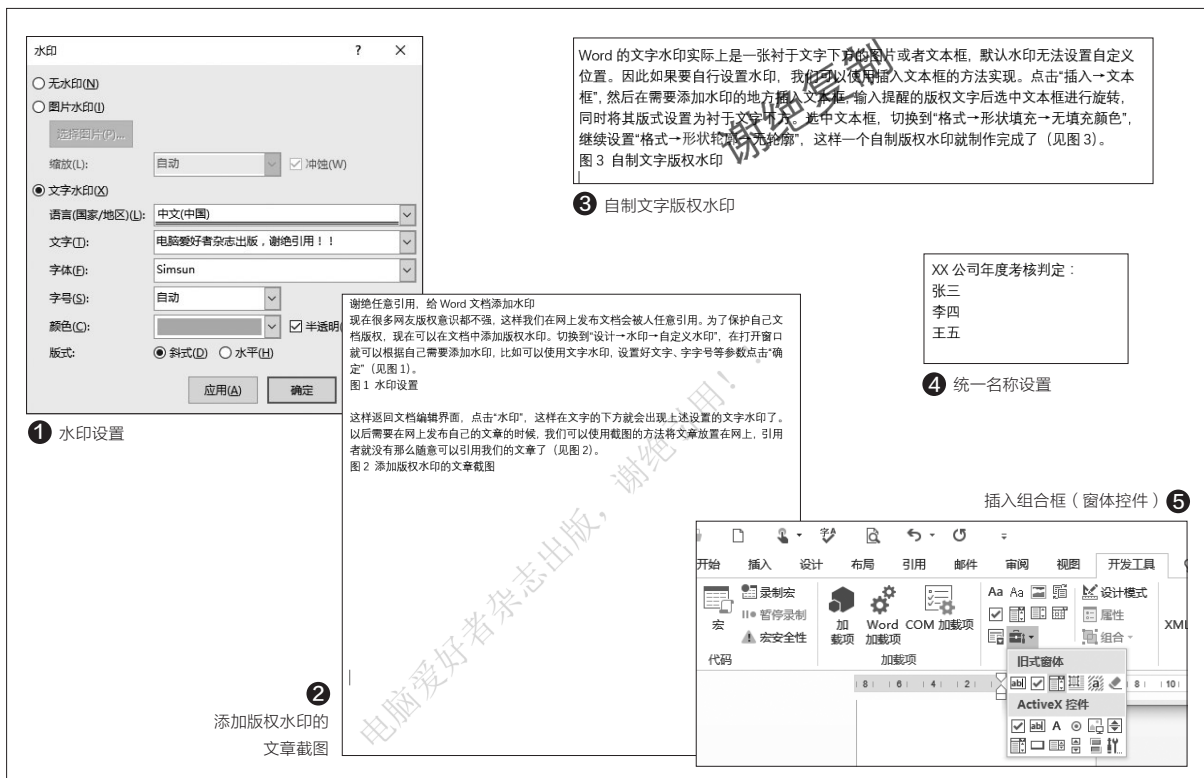 水印 ? ×
无水印(N)
图片水印(I)
选择图片(P)...
缩放(L): 自动 冲蚀(W)
文字水印(X)
语言(国家/地区)(L): 中文(中国)
文字(T): 电脑爱好者杂志出版，谢绝引用！！
字体(F): Simsun
字号(S): 自动
颜色(C): 半透明(
版式: 斜式(D) 水平(H)
应用(A) 确定
❶ 水印设置
谢绝任意引用，给 Word 文档添加水印
现在很多网友版权意识都不强，这样我们在网上发布文档会被人任意引用。为了保护自己文
档版权，现在可以在文档中添加版权水印。切换到“设计→水印→自定义水印”，在打开窗口
就可以根据自己需要添加水印，比如可以使用文字水印，设置好文字、字字号等参数点击“确
定”（见图 1）。
图 1 水印设置
这样返回文档编辑界面，点击“水印”，这样在文字的下方就会出现上述设置的文字水印了。
以后需要在网上发布自己的文章的时候，我们可以使用截图的方法将文章放置在网上，引用
者就没有那么随意可以引用我们的文章了（见图 2）。
图 2 添加版权水印的文章截图
电脑爱好者杂志出版，谢绝引用！！
❷
添加版权水印的
文章截图
Word 的文字水印实际上是一张衬于文字下方的图片或者文本框，默认水印无法设置自定义
位置。因此如果要自行设置水印，我们可以使用插入文本框的方法实现。点击“插入→文本
框”，然后在需要添加水印的地方插入文本框，输入提醒的版权文字后选中文本框进行旋转，
同时将其版式设置为衬于文字下方。选中文本框，切换到“格式→形状填充→无填充颜色”，
继续设置“格式→形状轮廓→无轮廓”，这样一个自制版权水印就制作完成了（见图 3）。
图 3 自制文字版权水印
谢绝复制
❸ 自制文字版权水印
XX 公司年度考核判定：
张三
李四
王五
❹ 统一名称设置
插入组合框（窗体控件）❺
开始 插入 设计 布局 引用 邮件 审阅 视图 开发工具
宏 录制宏 暂停录制 宏安全性
代码
加载项 Word 加载项 COM 加载项
加载项
Aa Aa 设计模式
属性
组合
XML
旧式窗体
ActiveX 控件
8 6 4 2 8 10